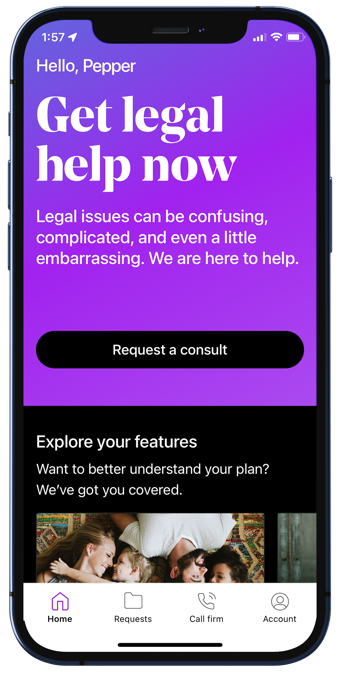 1:57
Hello, Pepper
Get legal
help now
Legal issues can be confusing,
complicated, and even a little
embarrassing. We are here to help.
Request a consult
Explore your features
Want to better understand your plan?
We’ve got you covered.
Home
Requests
Call firm
Account